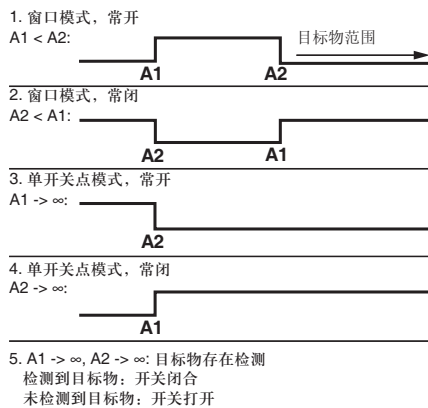 1. 窗口模式，常开
A1 < A2:
目标物范围
A1 A2
2. 窗口模式，常闭
A2 < A1:
A2 A1
3. 单开关点模式，常开
A1 -> ∞:
A2
4. 单开关点模式，常闭
A2 -> ∞:
A1
5. A1 -> ∞, A2 -> ∞: 目标物存在检测
检测到目标物：开关闭合
未检测到目标物：开关打开